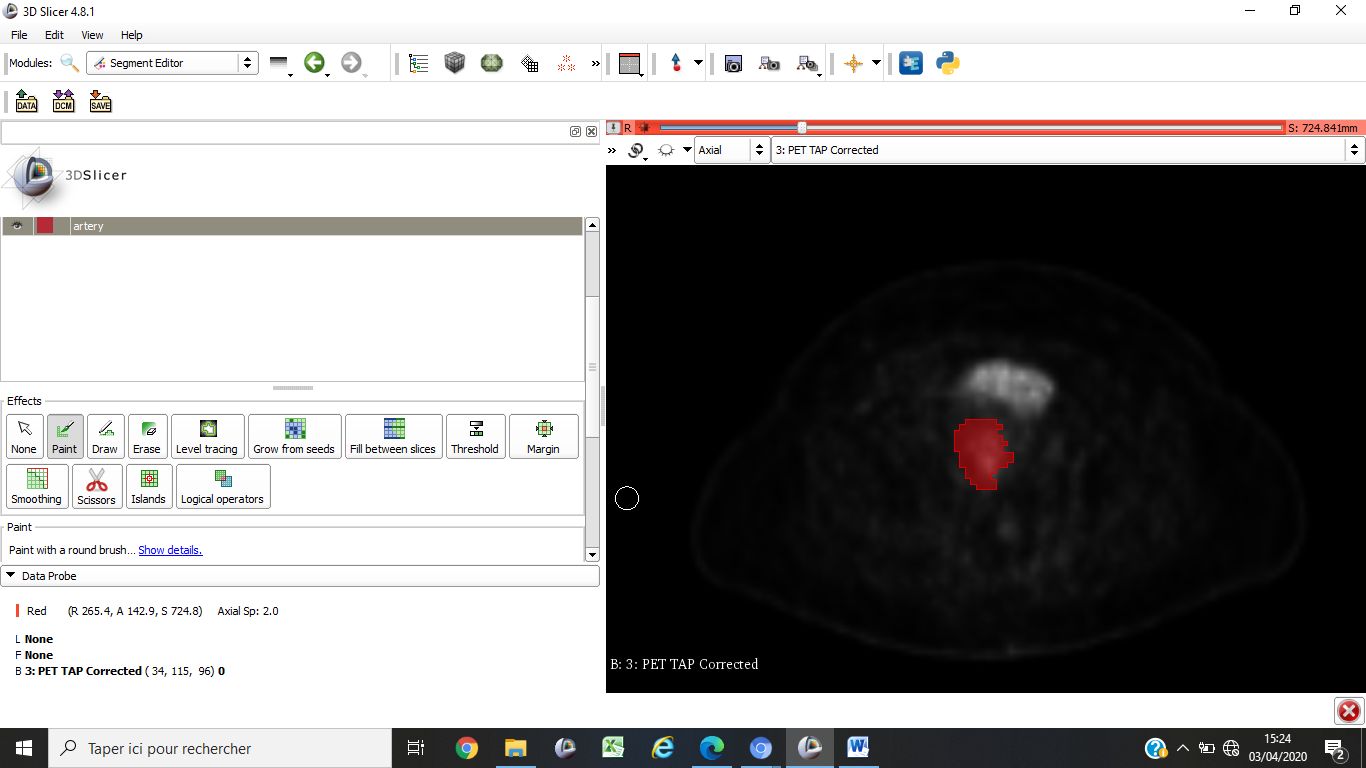 3D Slicer 4.8.1
File Edit View Help
Modules: Segment Editor
DATA DCM SAVE
R S: 724.841mm
Axial 3: PET TAP Corrected
3DSlicer
artery
Effects
None Paint Draw Erase Level tracing Grow from seeds Fill between slices Threshold Margin
Smoothing Scissors Islands Logical operators
Paint
Paint with a round brush... Show details.
Data Probe
Red (R 265.4, A 142.9, S 724.8) Axial Sp: 2.0
L None
F None
B 3: PET TAP Corrected ( 34, 115, 96) 0
B: 3: PET TAP Corrected
Taper ici pour rechercher
15:24
03/04/2020
2